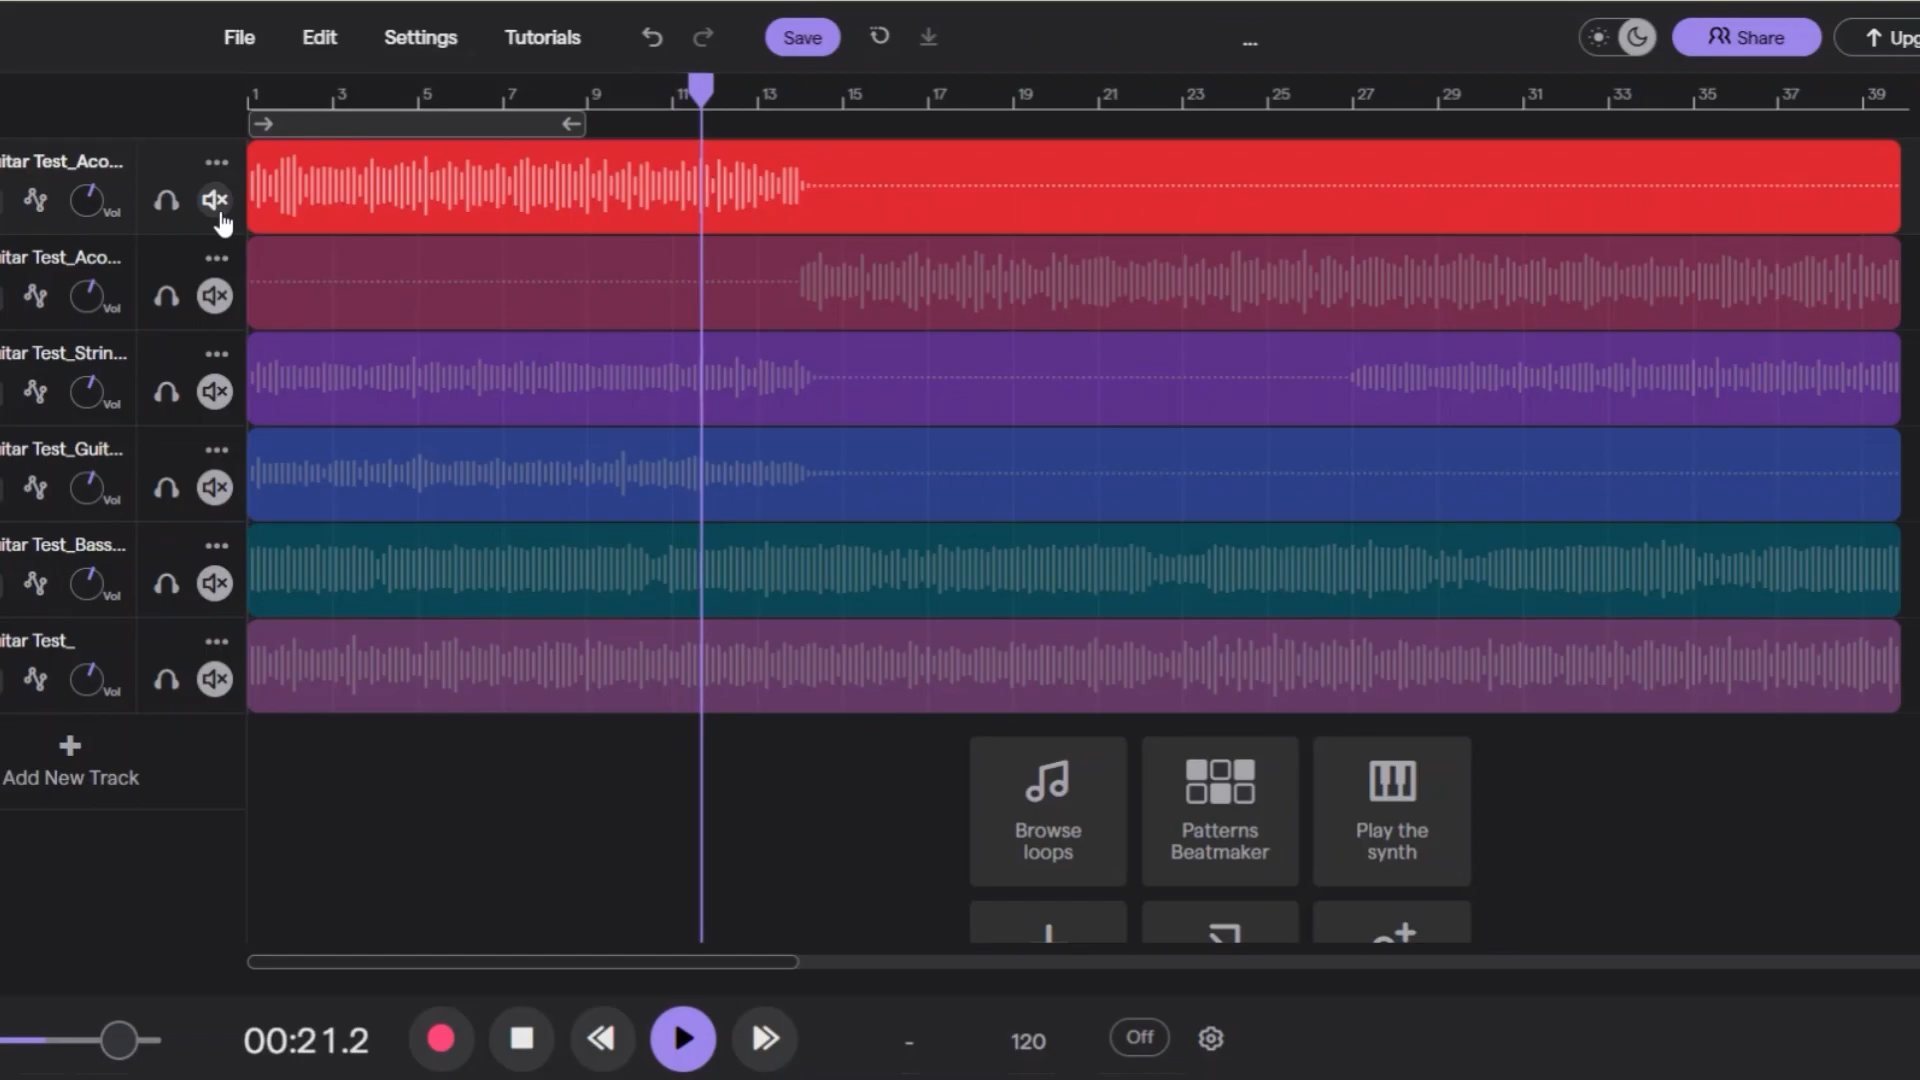 File Edit Settings Tutorials Save ... Share Upg
1 3 5 7 9 11 13 15 17 19 21 23 25 27 29 31 33 35 37 39
itar Test_Aco...
Vol
itar Test_Aco...
Vol
itar Test_Strin...
Vol
itar Test_Guit...
Vol
itar Test_Bass...
Vol
itar Test_
Vol
Add New Track
Browse
loops
Patterns
Beatmaker
Play the
synth
00:21.2 - 120 Off